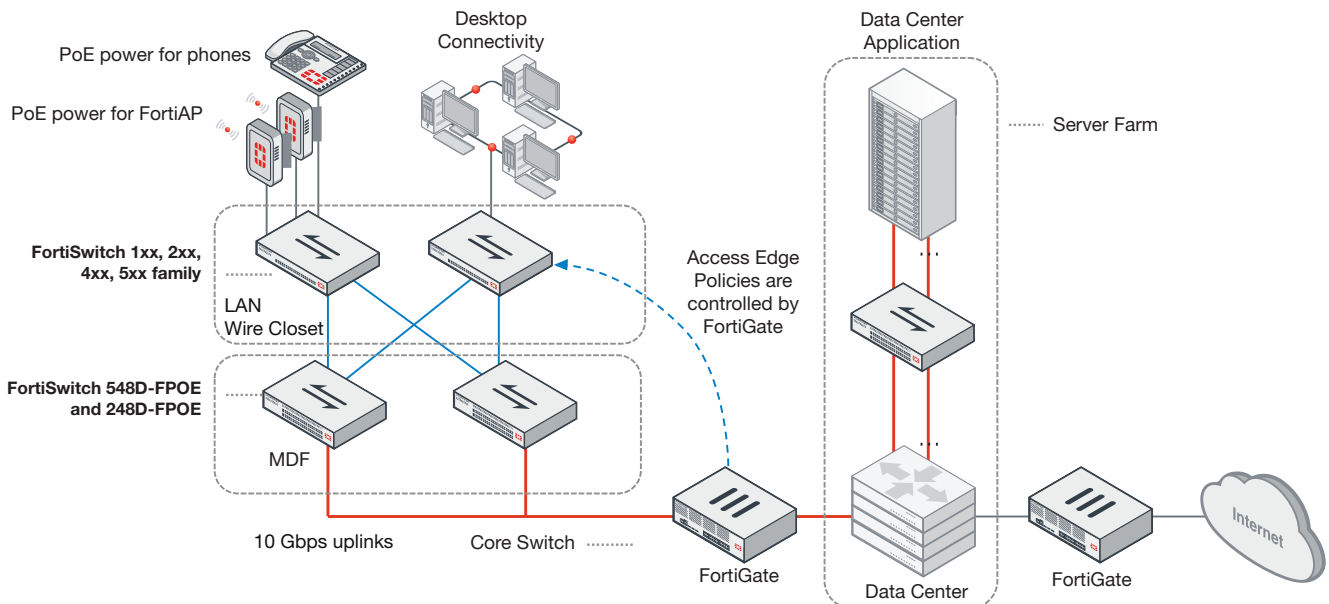 PoE power for phones
PoE power for FortiAP
Desktop
Connectivity
Data Center
Application
Server Farm
FortiSwitch 1xx, 2xx,
4xx, 5xx family
LAN
Wire Closet
Access Edge
Policies are
controlled by
FortiGate
FortiSwitch 548D-FPOE
and 248D-FPOE
MDF
10 Gbps uplinks
Core Switch
FortiGate
Data Center
FortiGate
Internet